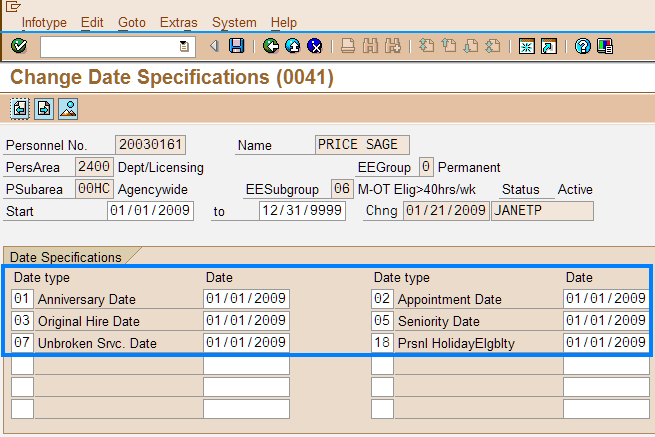 Infotype Edit Goto Extras System Help
Change Date Specifications (0041)
Personnel No. 20030161 Name PRICE SAGE
PersArea 2400 Dept/Licensing EEGroup 0 Permanent
PSubarea 00HC Agencywide EESubgroup 06 M-OT Elig>40hrs/wk Status Active
Start 01/01/2009 to 12/31/9999 Chng 01/21/2009 JANETP
Date Specifications
Date type Date Date type Date
01 Anniversary Date 01/01/2009 02 Appointment Date 01/01/2009
03 Original Hire Date 01/01/2009 05 Seniority Date 01/01/2009
07 Unbroken Srvc. Date 01/01/2009 18 Prsnl HolidayElgblty 01/01/2009